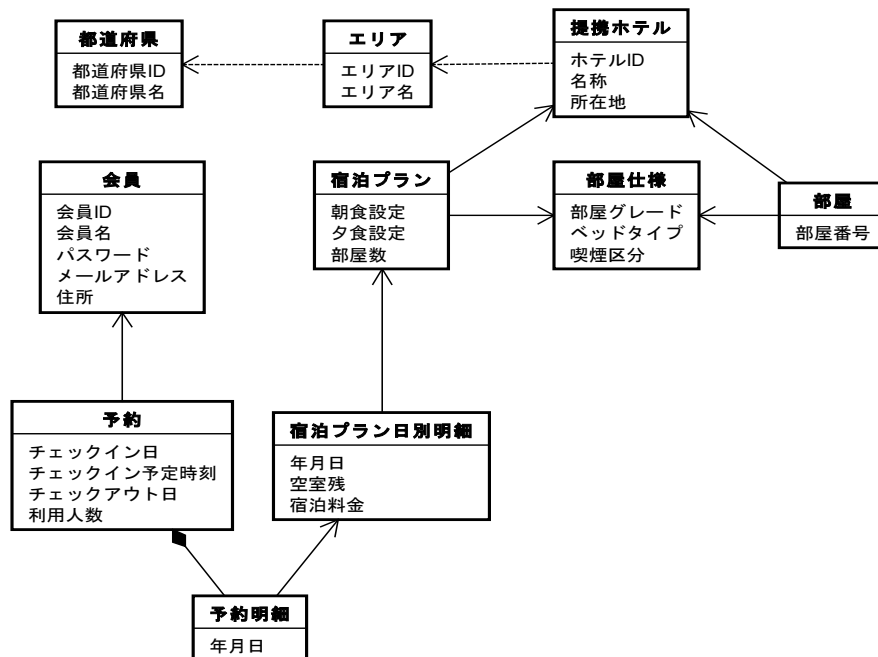 都道府県
都道府県ID
都道府県名
エリア
エリアID
エリア名
提携ホテル
ホテルID
名称
所在地
会員
会員ID
会員名
パスワード
メールアドレス
住所
宿泊プラン
朝食設定
夕食設定
部屋数
部屋仕様
部屋グレード
ベッドタイプ
喫煙区分
部屋
部屋番号
予約
チェックイン日
チェックイン予定時刻
チェックアウト日
利用人数
宿泊プラン日別明細
年月日
空室残
宿泊料金
予約明細
年月日